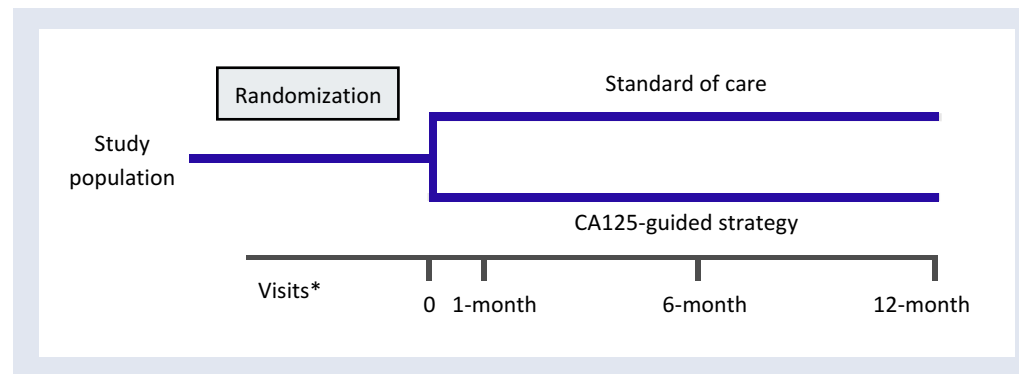 Randomization
Standard of care
Study
population
CA125-guided strategy
Visits*
0 1-month 6-month 12-month